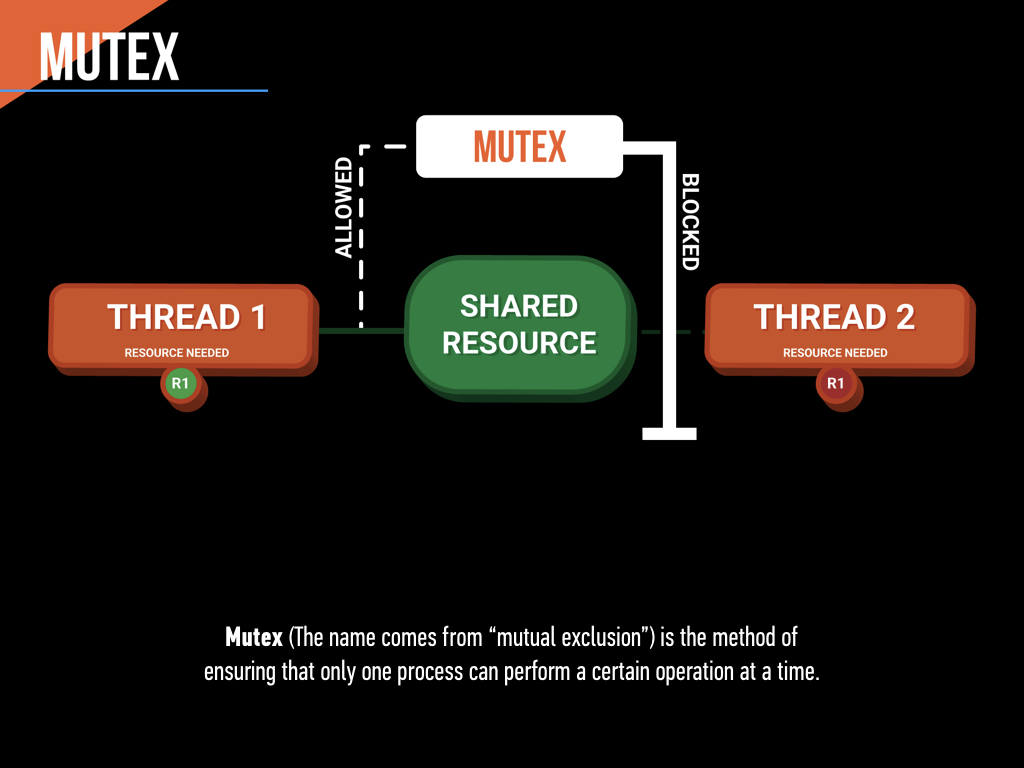 MUTEX
MUTEX
ALLOWED
BLOCKED
THREAD 1
RESOURCE NEEDED
R1
SHARED
RESOURCE
THREAD 2
RESOURCE NEEDED
R1
Mutex (The name comes from “mutual exclusion”) is the method of
ensuring that only one process can perform a certain operation at a time.